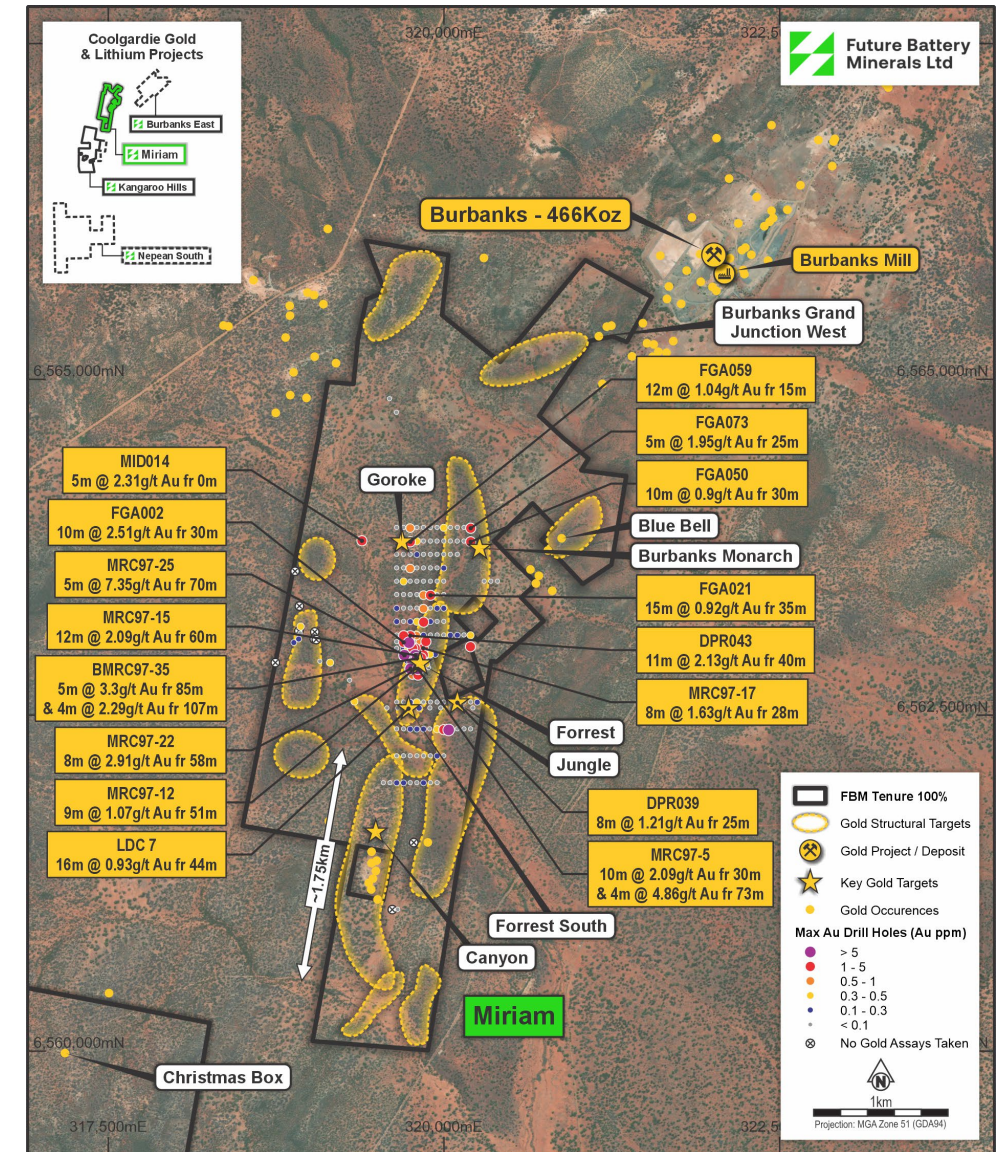 320,000mE
322,5
Coolgardie Gold
& Lithium Projects
Burbanks East
Miriam
Kangaroo Hills
Nepean South
Future Battery
Minerals Ltd
Burbanks - 466Koz
Burbanks Mill
Burbanks Grand
Junction West
6,565,000mN
6,565,000mN
FGA059
12m @ 1.04g/t Au fr 15m
FGA073
5m @ 1.95g/t Au fr 25m
FGA050
10m @ 0.9g/t Au fr 30m
MID014
5m @ 2.31g/t Au fr 0m
FGA002
10m @ 2.51g/t Au fr 30m
MRC97-25
5m @ 7.35g/t Au fr 70m
MRC97-15
12m @ 2.09g/t Au fr 60m
BMRC97-35
5m @ 3.3g/t Au fr 85m
& 4m @ 2.29g/t Au fr 107m
MRC97-22
8m @ 2.91g/t Au fr 58m
MRC97-12
9m @ 1.07g/t Au fr 51m
LDC 7
16m @ 0.93g/t Au fr 44m
Goroke
Blue Bell
Burbanks Monarch
FGA021
15m @ 0.92g/t Au fr 35m
DPR043
11m @ 2.13g/t Au fr 40m
MRC97-17
8m @ 1.63g/t Au fr 28m
6,562,500mN
Forrest
Jungle
DPR039
8m @ 1.21g/t Au fr 25m
MRC97-5
10m @ 2.09g/t Au fr 30m
& 4m @ 4.86g/t Au fr 73m
~1.75km
Forrest South
Canyon
Miriam
Christmas Box
6,560,000mN
317,500mE
320,000mE
322,5
FBM Tenure 100%
Gold Structural Targets
Gold Project / Deposit
Key Gold Targets
Gold Occurences
Max Au Drill Holes (Au ppm)
> 5
1 - 5
0.5 - 1
0.3 - 0.5
0.1 - 0.3
< 0.1
No Gold Assays Taken
N
1km
Projection: MGA Zone 51 (GDA94)